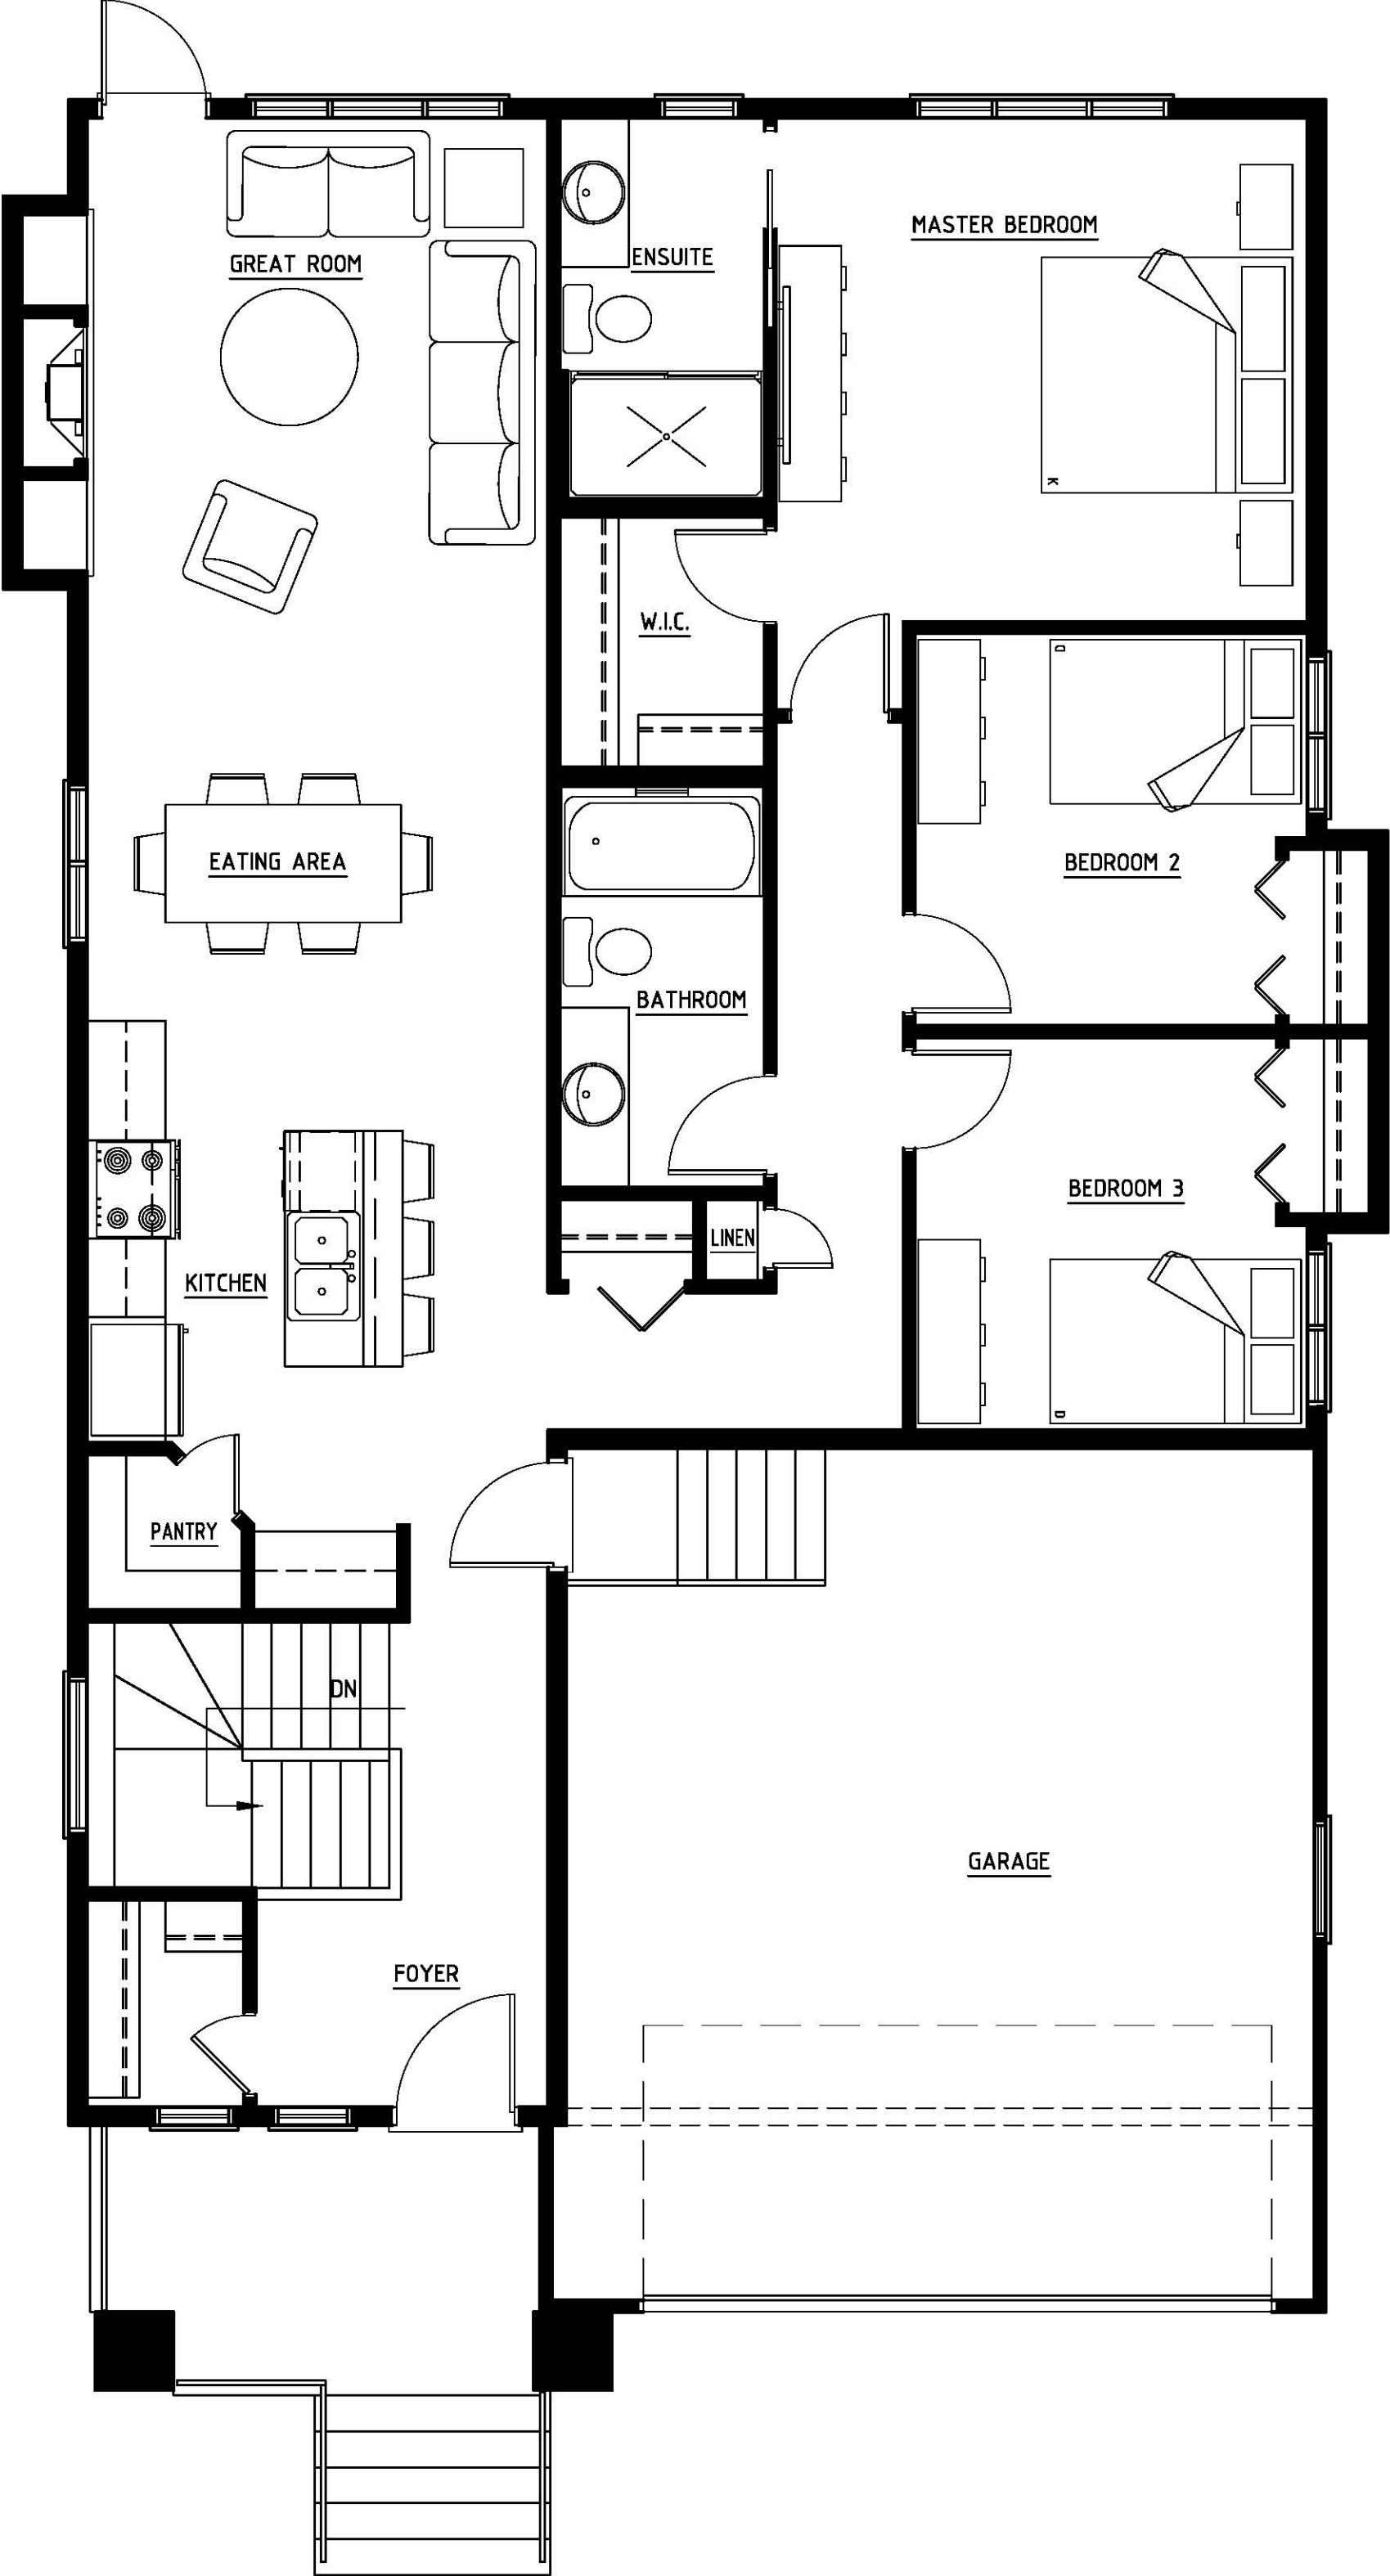 MASTER BEDROOM
GREAT ROOM
ENSUITE
K
W.I.C.
D
EATING AREA
BEDROOM 2
BATHROOM
BEDROOM 3
LINEN
KITCHEN
D
PANTRY
DN
GARAGE
FOYER